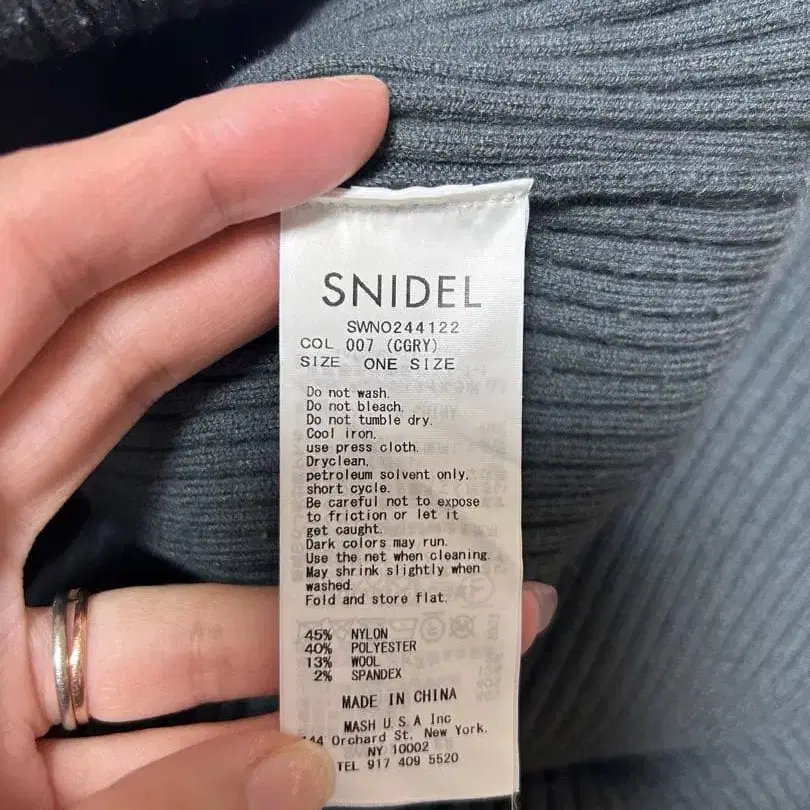 SNIDEL
SWNO244122
COL 007 (CGRY)
SIZE ONE SIZE
Do not wash.
Do not bleach.
Do not tumble dry.
Cool iron.
use press cloth.
Dryclean.
petroleum solvent only.
short cycle.
Be careful not to expose
to friction or let it
get caught.
Dark colors may run.
Use the net when cleaning.
May shrink slightly when
washed.
Fold and store flat.
45% NYLON
40% POLYESTER
13% WOOL
2% SPANDEX
MADE IN CHINA
MASH U.S.A Inc
44 Orchard St, New York.
NY 10002
TEL 917 409 5520